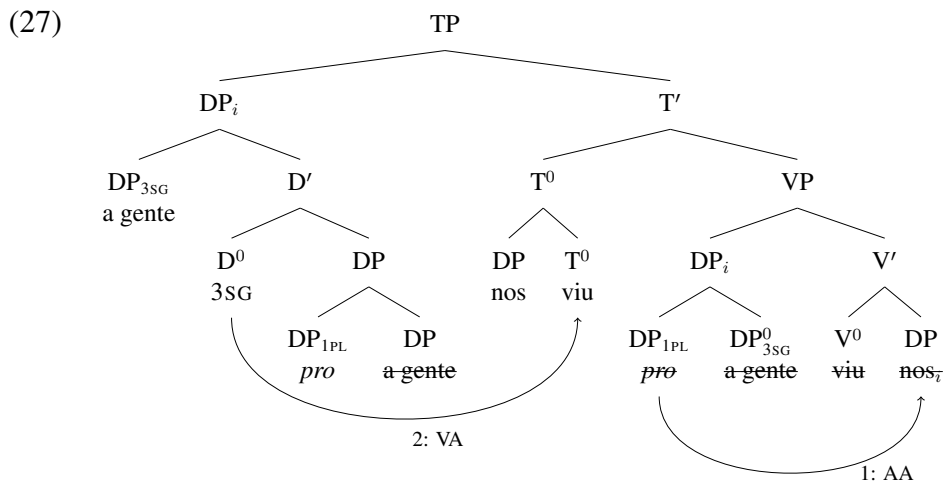 (27) TP
DPᵢ T′
DP3SG D′ T⁰ VP
a gente
D⁰ DP DP T⁰ DPᵢ V′
3SG nos viu
DP1PL DP DP1PL DP⁰3SG V⁰ DP
pro a gente pro a gente viu nosᵢ
2: VA
1: AA